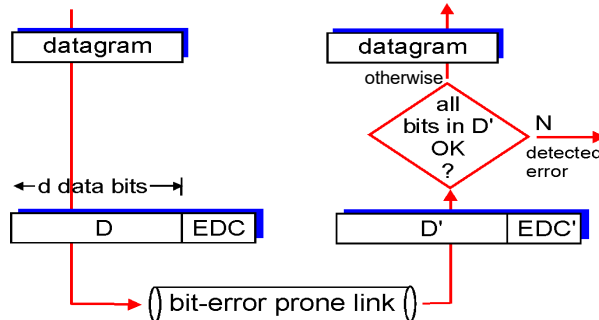 datagram
d data bits
D
EDC
bit-error prone link
D'
EDC'
all
bits in D'
OK
?
N
detected
error
otherwise
datagram